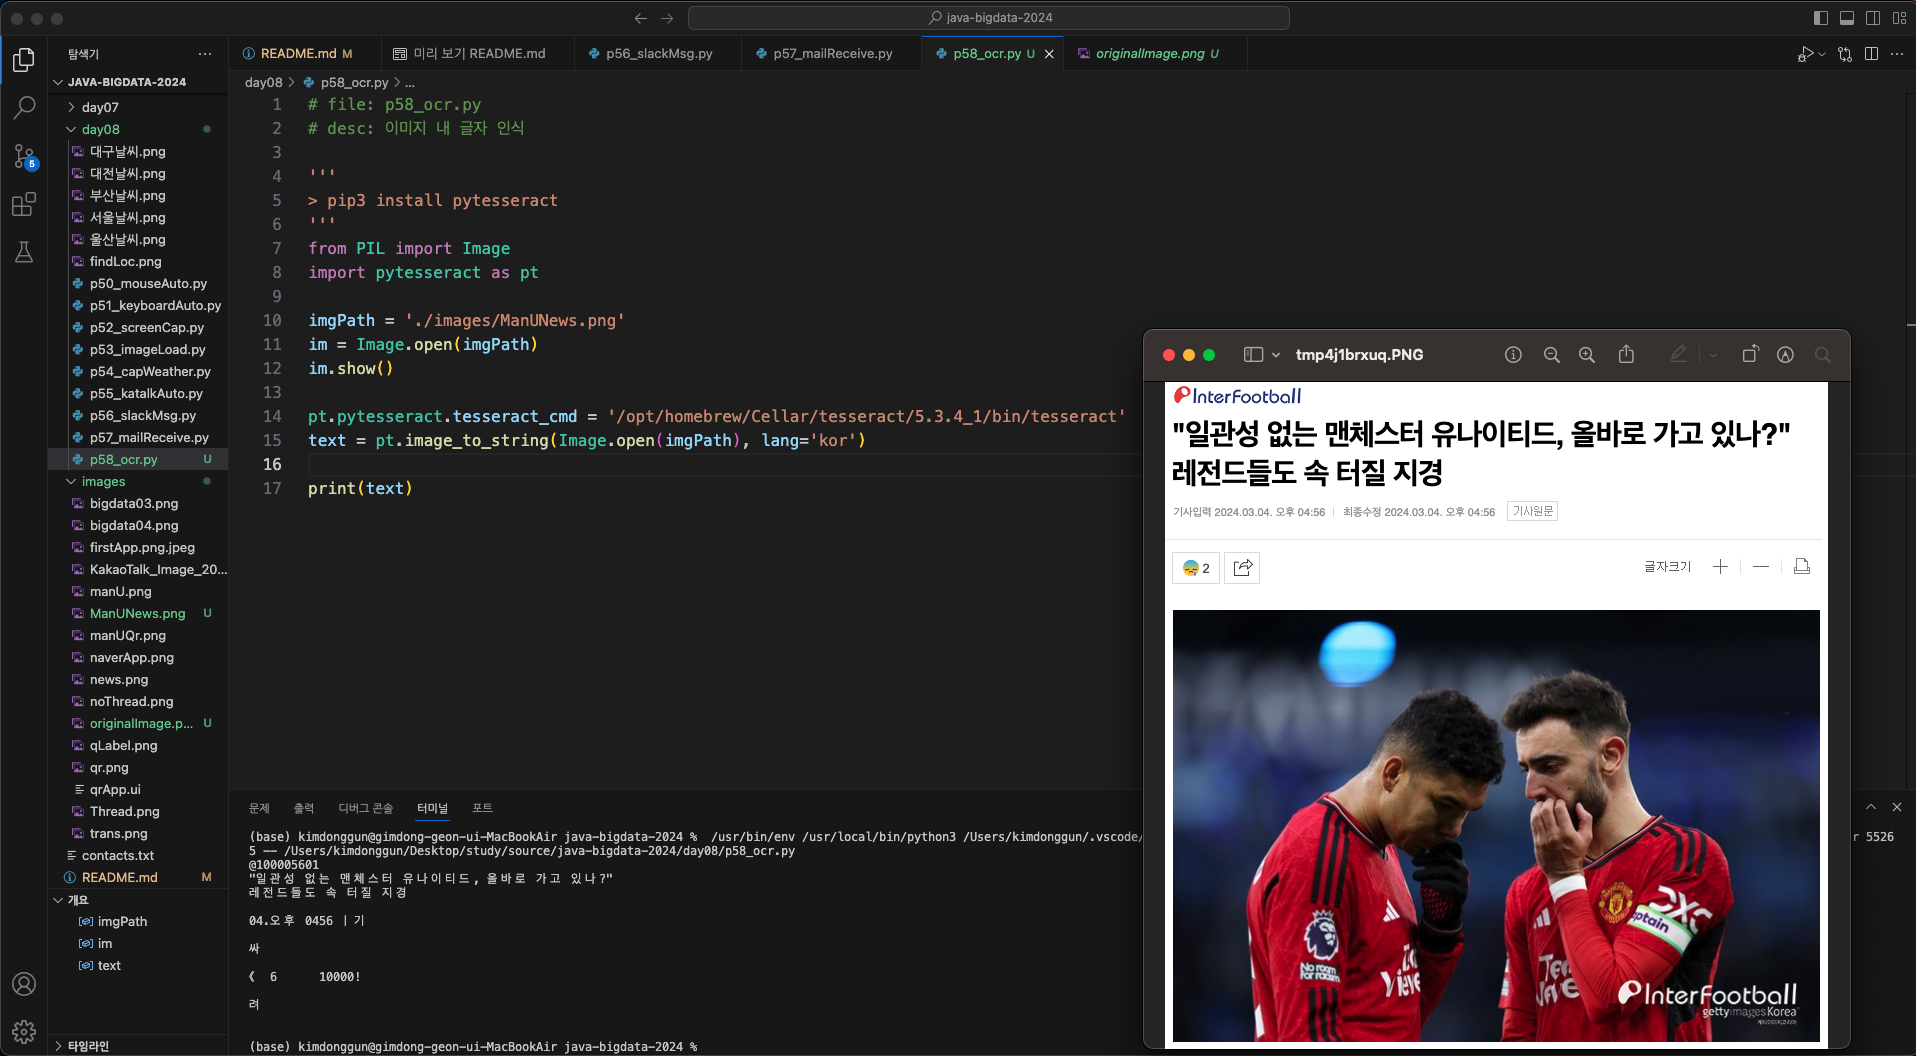 java-bigdata-2024
탐색기
README.md M
미리 보기 README.md
p56_slackMsg.py
p57_mailReceive.py
p58_ocr.py U
originalImage.png U
JAVA-BIGDATA-2024
day07
day08
대구날씨.png
대전날씨.png
부산날씨.png
서울날씨.png
울산날씨.png
findLoc.png
p50_mouseAuto.py
p51_keyboardAuto.py
p52_screenCap.py
p53_imageLoad.py
p54_capWeather.py
p55_katalkAuto.py
p56_slackMsg.py
p57_mailReceive.py
p58_ocr.py U
images
bigdata03.png
bigdata04.png
firstApp.png.jpeg
KakaoTalk_Image_20...
manU.png
ManUNews.png U
manUQr.png
naverApp.png
news.png
noThread.png
originalImage.p... U
qLabel.png
qr.png
qrApp.ui
Thread.png
trans.png
contacts.txt
README.md M
개요
imgPath
im
text
타임라인
5
day08 > p58_ocr.py > ...
1 # file: p58_ocr.py
2 # desc: 이미지 내 글자 인식
3
4 '''
5 > pip3 install pytesseract
6 '''
7 from PIL import Image
8 import pytesseract as pt
9
10 imgPath = './images/ManUNews.png'
11 im = Image.open(imgPath)
12 im.show()
13
14 pt.pytesseract.tesseract_cmd = '/opt/homebrew/Cellar/tesseract/5.3.4_1/bin/tesseract'
15 text = pt.image_to_string(Image.open(imgPath), lang='kor')
16
17 print(text)
문제 출력 디버그 콘솔 터미널 포트
(base) kimdonggun@gimdong-geon-ui-MacBookAir java-bigdata-2024 % /usr/bin/env /usr/local/bin/python3 /Users/kimdonggun/.vscode/
r 5526
5 -- /Users/kimdonggun/Desktop/study/source/java-bigdata-2024/day08/p58_ocr.py
@100005601
"일관성 없는 맨체스터 유나이티드, 올바로 가고 있나?"
레전드들도 속 터질 지경
04.오후 0456 ㅣ기
싸
《 6 10000!
려
(base) kimdonggun@gimdong-geon-ui-MacBookAir java-bigdata-2024 %
tmp4j1brxuq.PNG
InterFootball
"일관성 없는 맨체스터 유나이티드, 올바로 가고 있나?"
레전드들도 속 터질 지경
기사입력 2024.03.04. 오후 04:56 최종수정 2024.03.04. 오후 04:56 기사원문
2
글자크기
No room
for racism
DXC
ptain
InterFootball
gettyimages Korea
게티이미지코리아